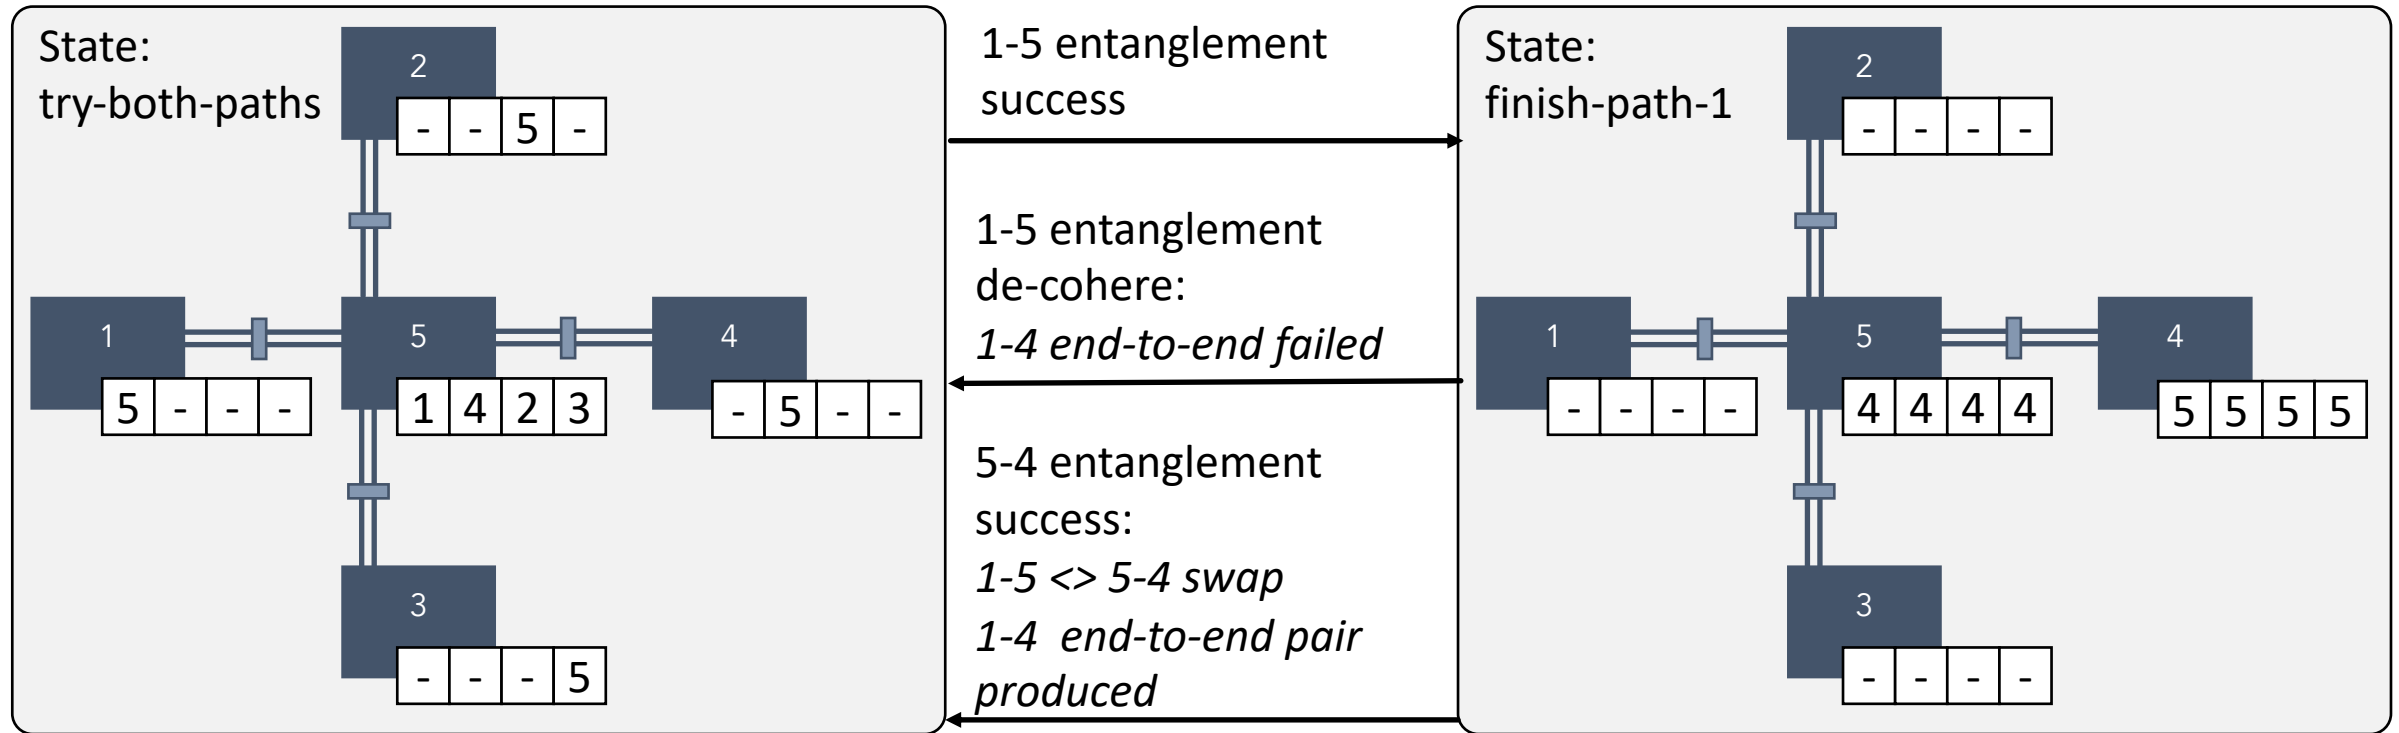 State:
try-both-paths
2
- - 5 -
1
5 - - -
5
1 4 2 3
4
- 5 - -
3
- - - 5
1-5 entanglement
success
1-5 entanglement
de-cohere:
1-4 end-to-end failed
5-4 entanglement
success:
1-5 <> 5-4 swap
1-4 end-to-end pair
produced
State:
finish-path-1
2
- - - -
1
- - - -
5
4 4 4 4
4
5 5 5 5
3
- - - -